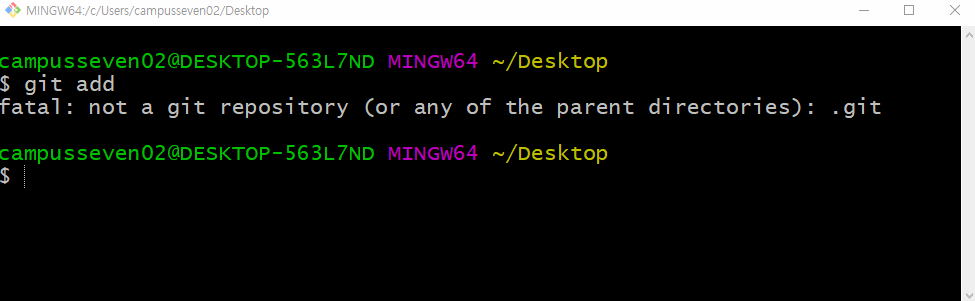 MINGW64:/c/Users/campusseven02/Desktop
campusseven02@DESKTOP-563L7ND MINGW64 ~/Desktop
$ git add
fatal: not a git repository (or any of the parent directories): .git
campusseven02@DESKTOP-563L7ND MINGW64 ~/Desktop
$